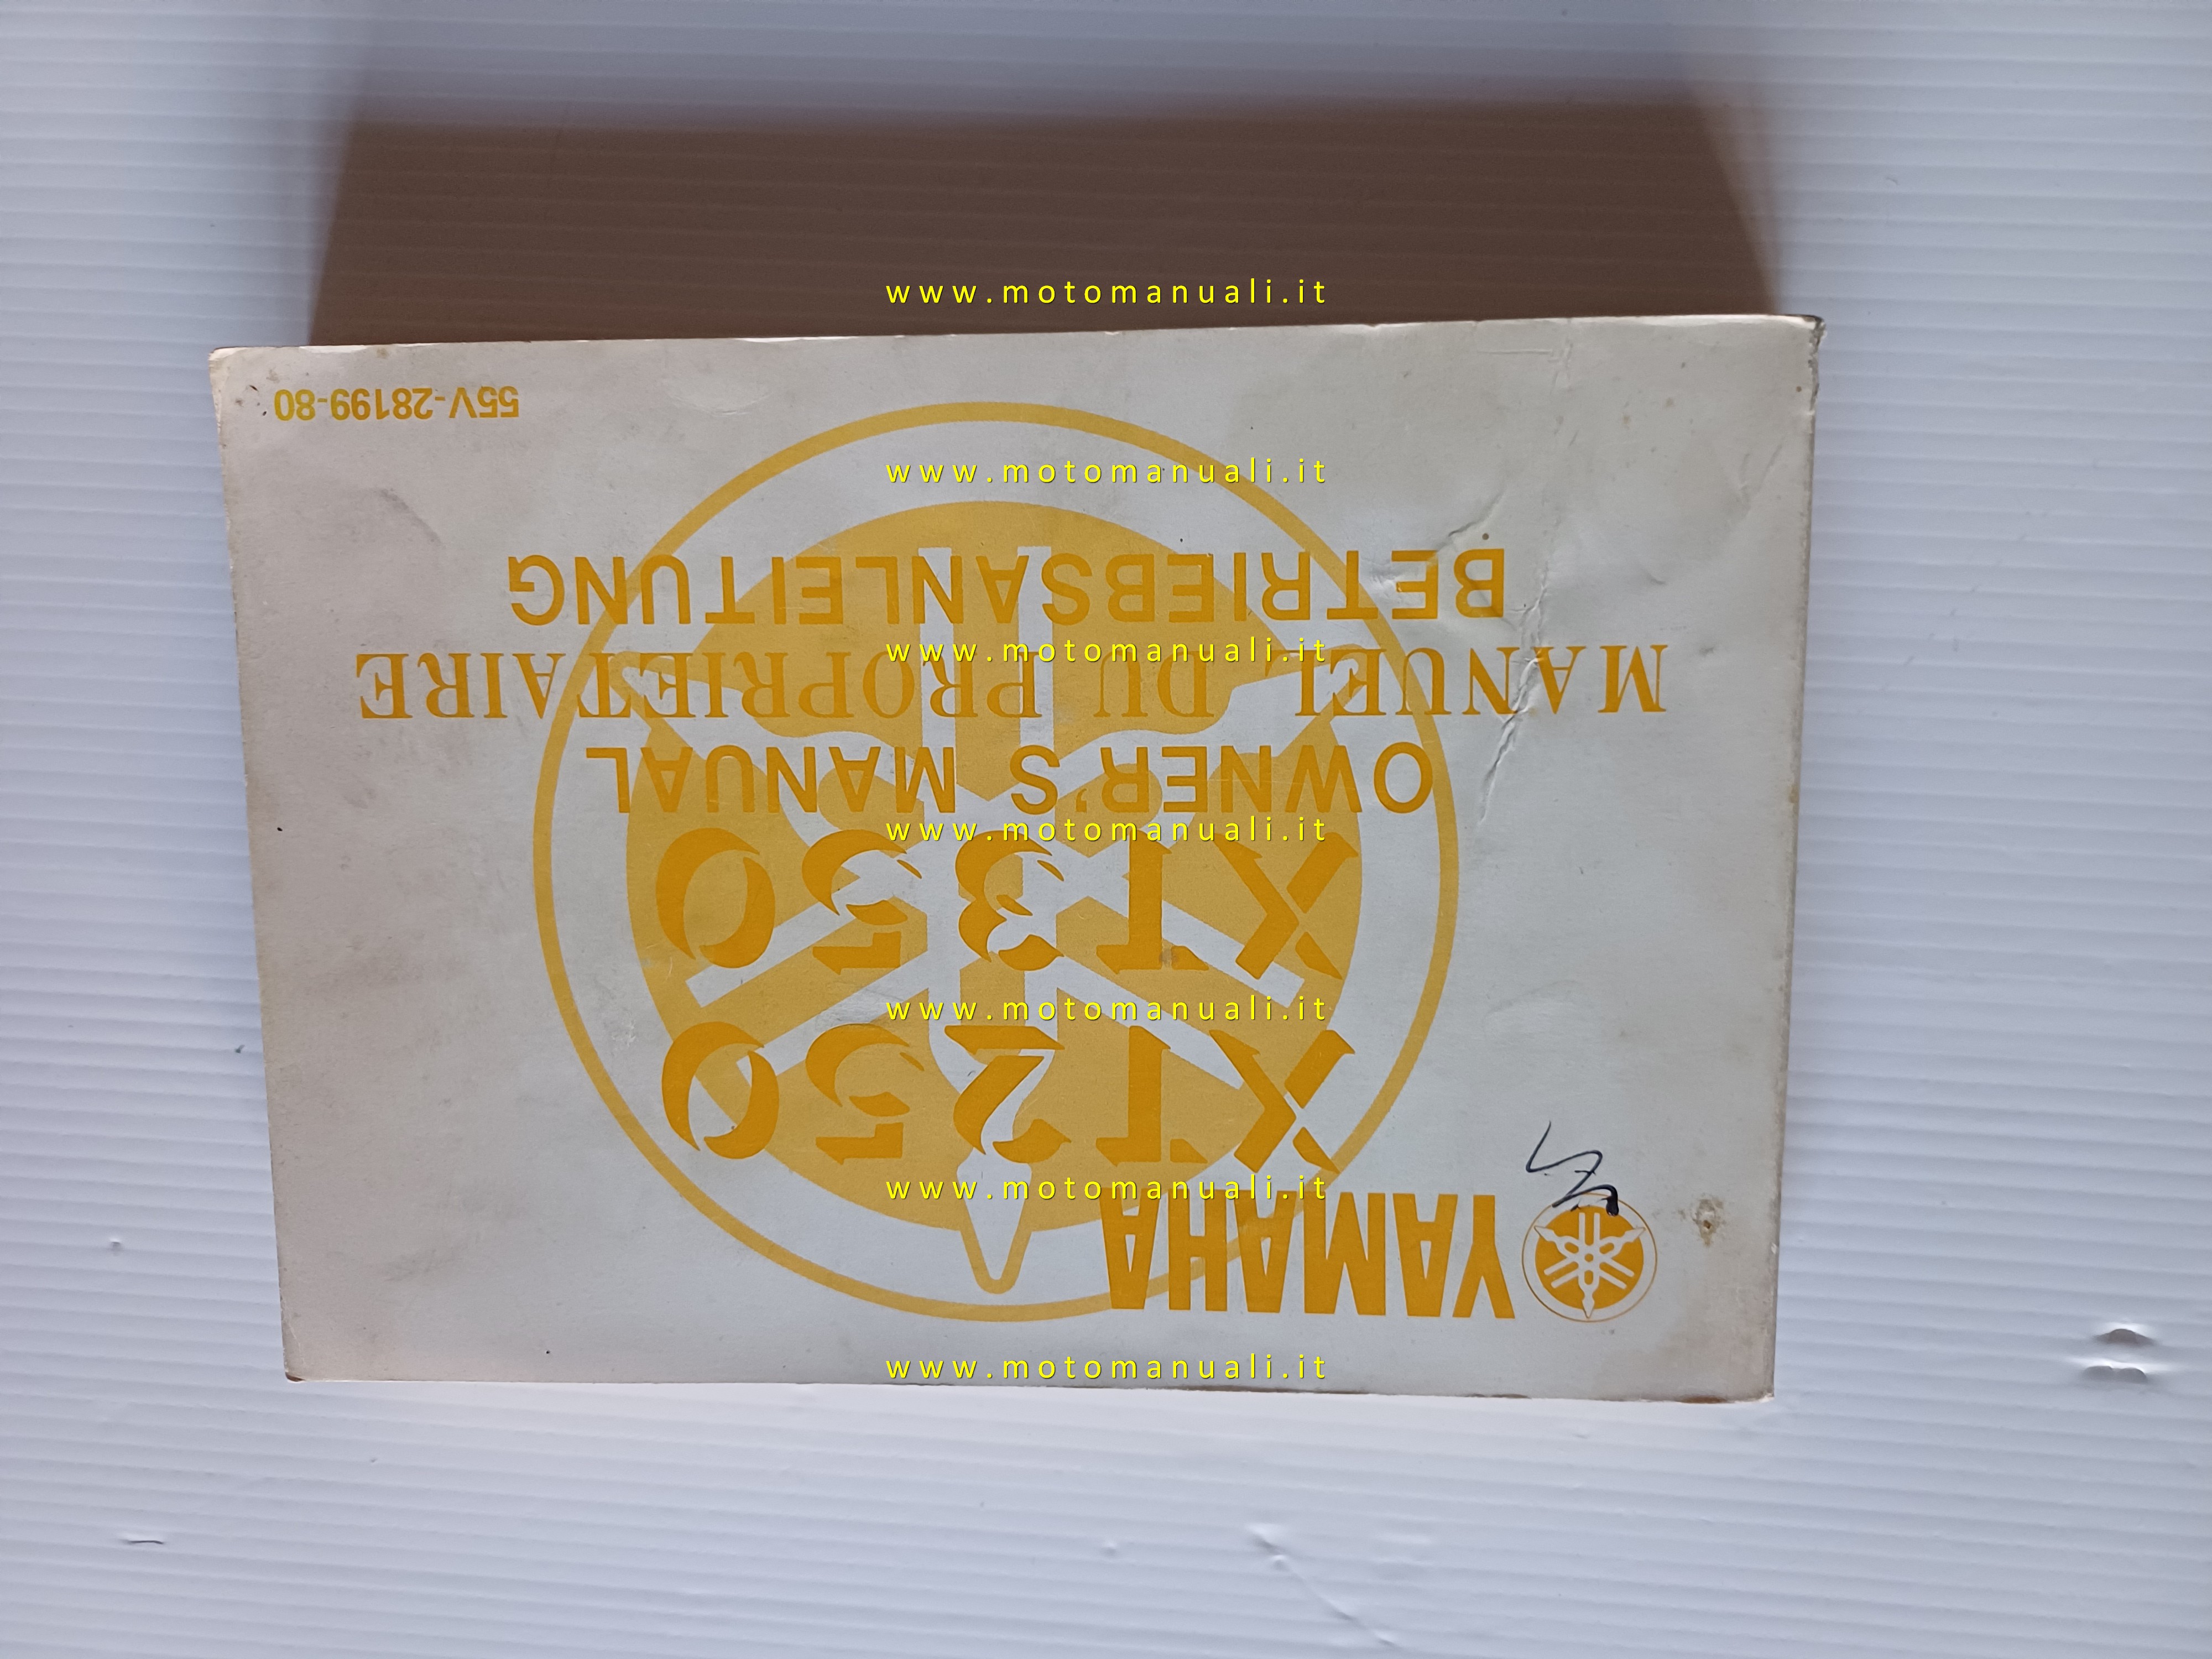 YAMAHA
XT250
XT350
OWNER'S MANUAL
MANUEL DU PROPRIETAIRE
BETRIEBSANLEITUNG
55V-28199-80
www.motomanuali.it
www.motomanuali.it
www.motomanuali.it
www.motomanuali.it
www.motomanuali.it
www.motomanuali.it
www.motomanuali.it